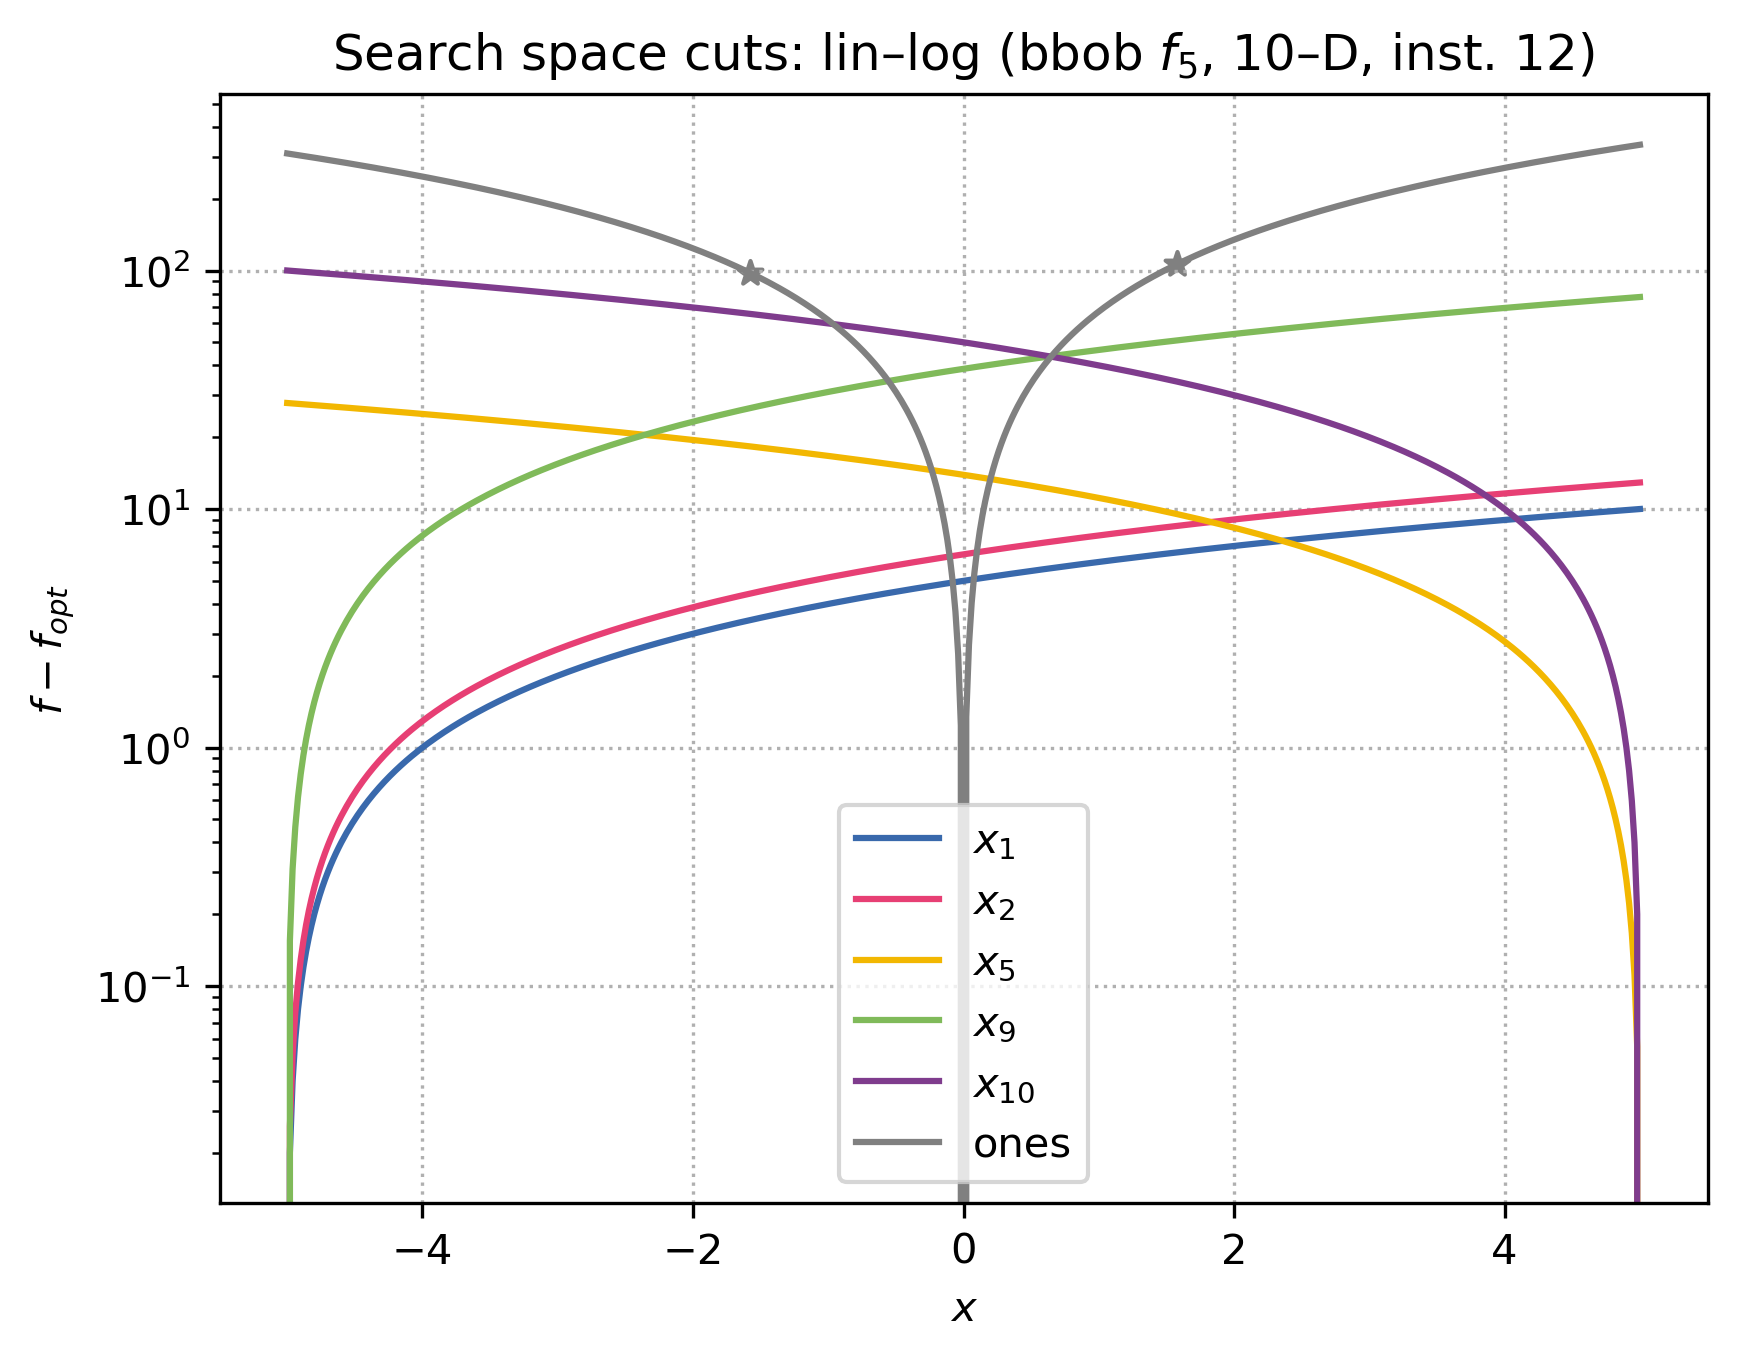 Search space cuts: lin–log (bbob f₅, 10–D, inst. 12)
f − f_opt
10²
10¹
10⁰
10⁻¹
x₁
x₂
x₅
x₉
x₁₀
ones
−4 −2 0 2 4
x